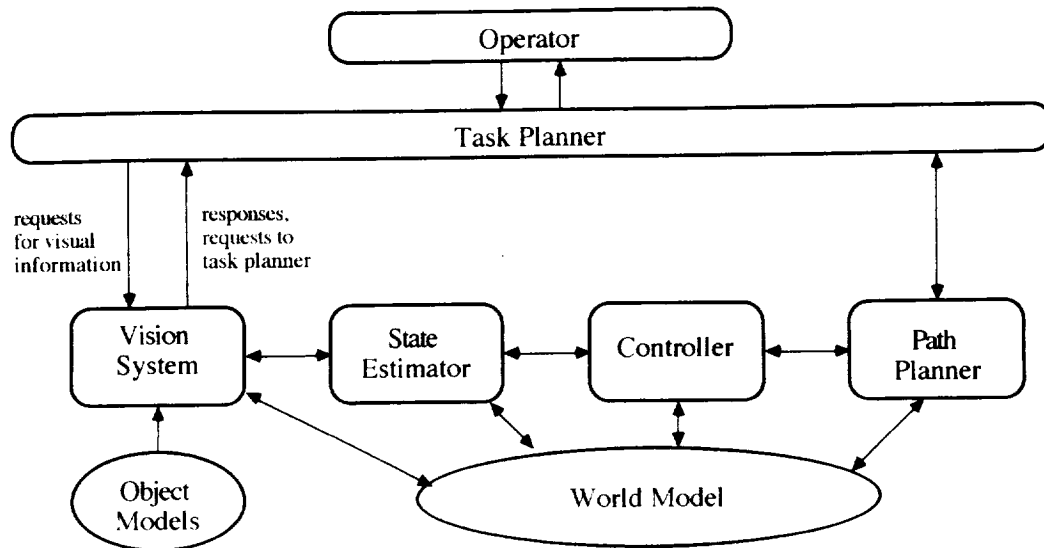 Operator
Task Planner
requests
for visual
information
responses,
requests to
task planner
Vision
System
State
Estimator
Controller
Path
Planner
Object
Models
World Model